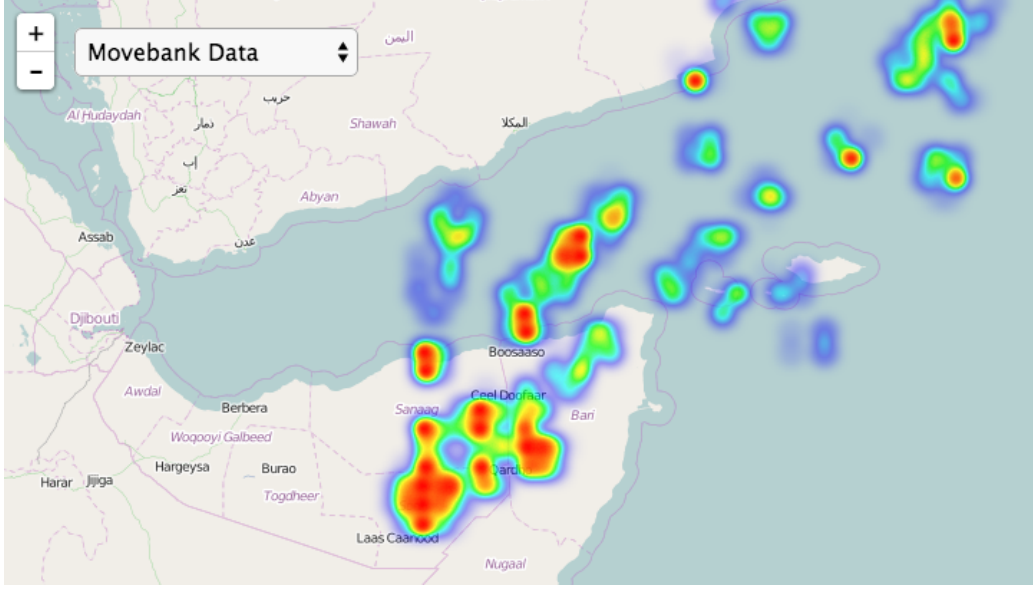 +
Movebank Data
-
اليمن
حريب
Al Hudaydah
ذمار
Shawah
المكلا
إب
تعز
Abyan
Assab
عدن
Djibouti
Zeylac
Boosaaso
Awdal
Ceel Doofaar
Berbera
Sanaag
Bari
Woqooyi Galbeed
Hargeysa
Burao
Qardho
Harar
Jijiga
Togdheer
Laas Caanood
Nugaal